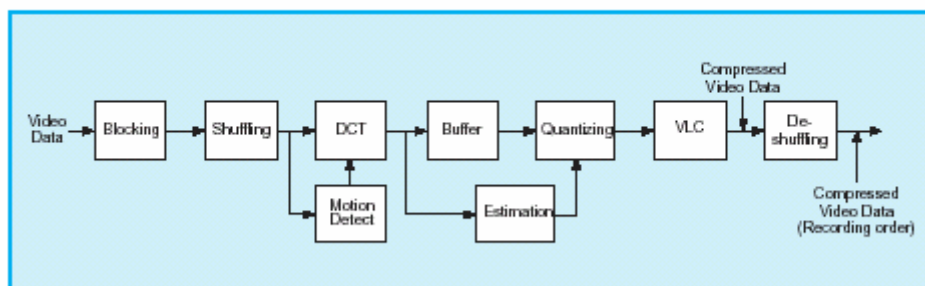 Compressed
Video Data
Video
Data
Blocking
Shuffling
DCT
Buffer
Quantizing
VLC
De-
shuffling
Motion
Detect
Estimation
Compressed
Video Data
(Recording order)